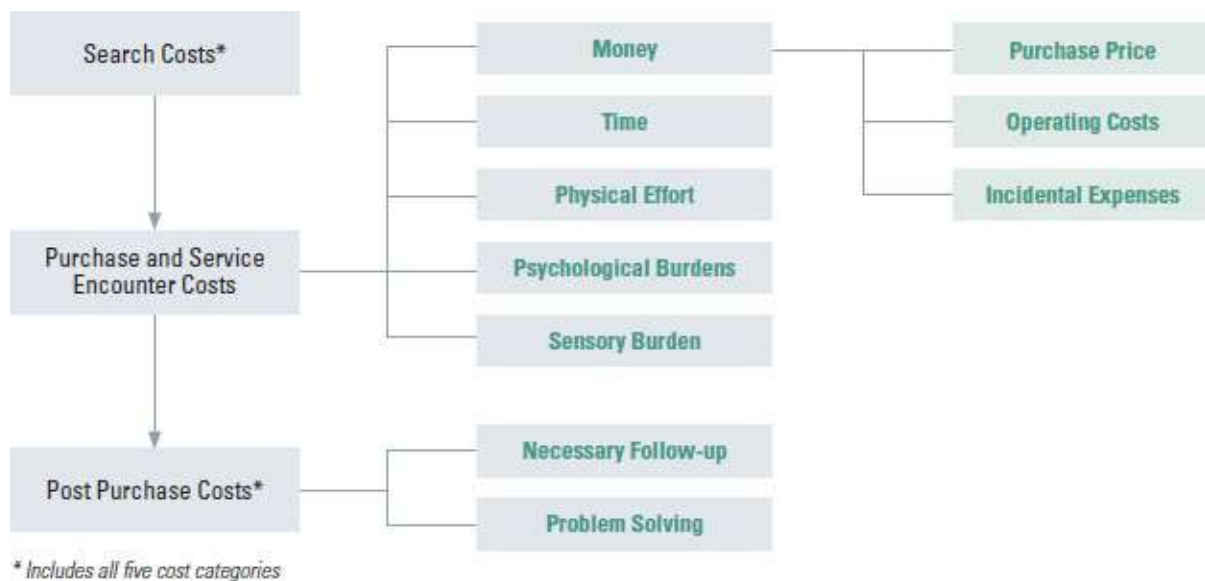 Search Costs*
Money
Purchase Price
Time
Operating Costs
Physical Effort
Incidental Expenses
Purchase and Service
Encounter Costs
Psychological Burdens
Sensory Burden
Necessary Follow-up
Post Purchase Costs*
Problem Solving
* Includes all five cost categories